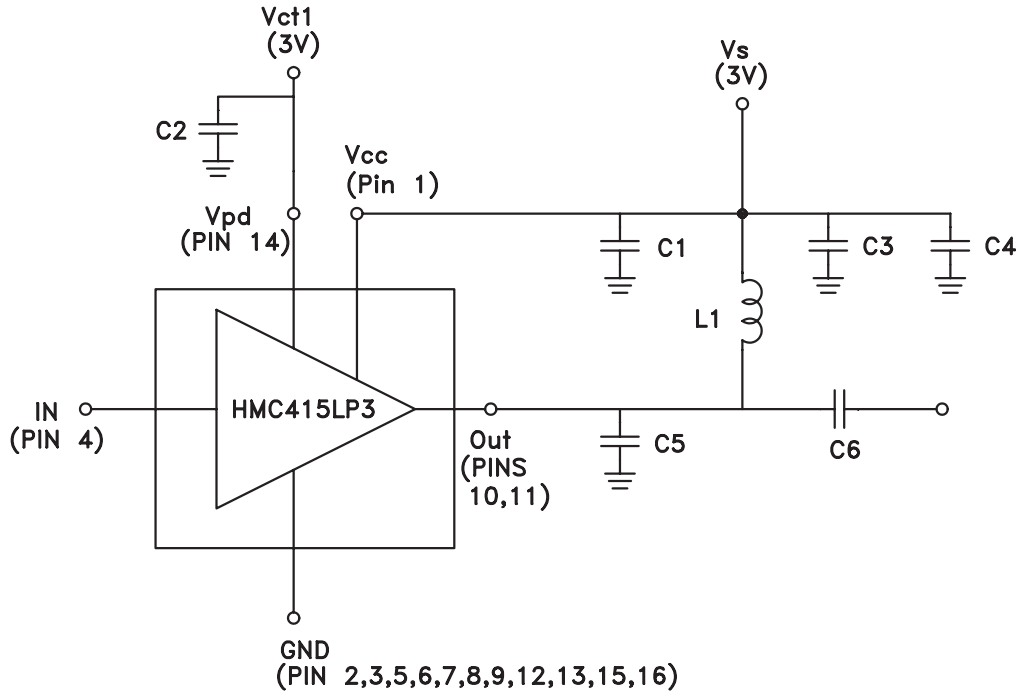 Vct1
(3V)
Vs
(3V)
C2
Vcc
(Pin 1)
Vpd
(PIN 14)
C1
C3
C4
L1
HMC415LP3
IN
(PIN 4)
Out
(PINS
10,11)
C5
C6
GND
(PIN 2,3,5,6,7,8,9,12,13,15,16)